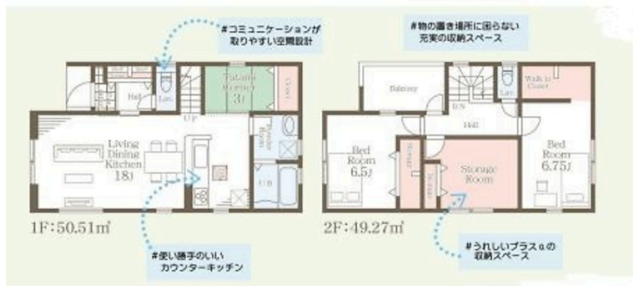 #コミュニケーションが
取りやすい空間設計
#物の置き場所に困らない
充実の収納スペース
Lav.
Hall
Tatami
Corner
3J
Closet
UP
Living
Dining
Kitchen
18J
Powder
Room
U.B
1F:50.51㎡
#使い勝手のいい
カウンターキッチン
Balcony
Lav.
Walk in
Closet
DN
Hall
Bed
Room
6.5J
Storage
Storage
Room
Bed
Room
6.75J
2F:49.27㎡
#うれしいプラスαの
収納スペース